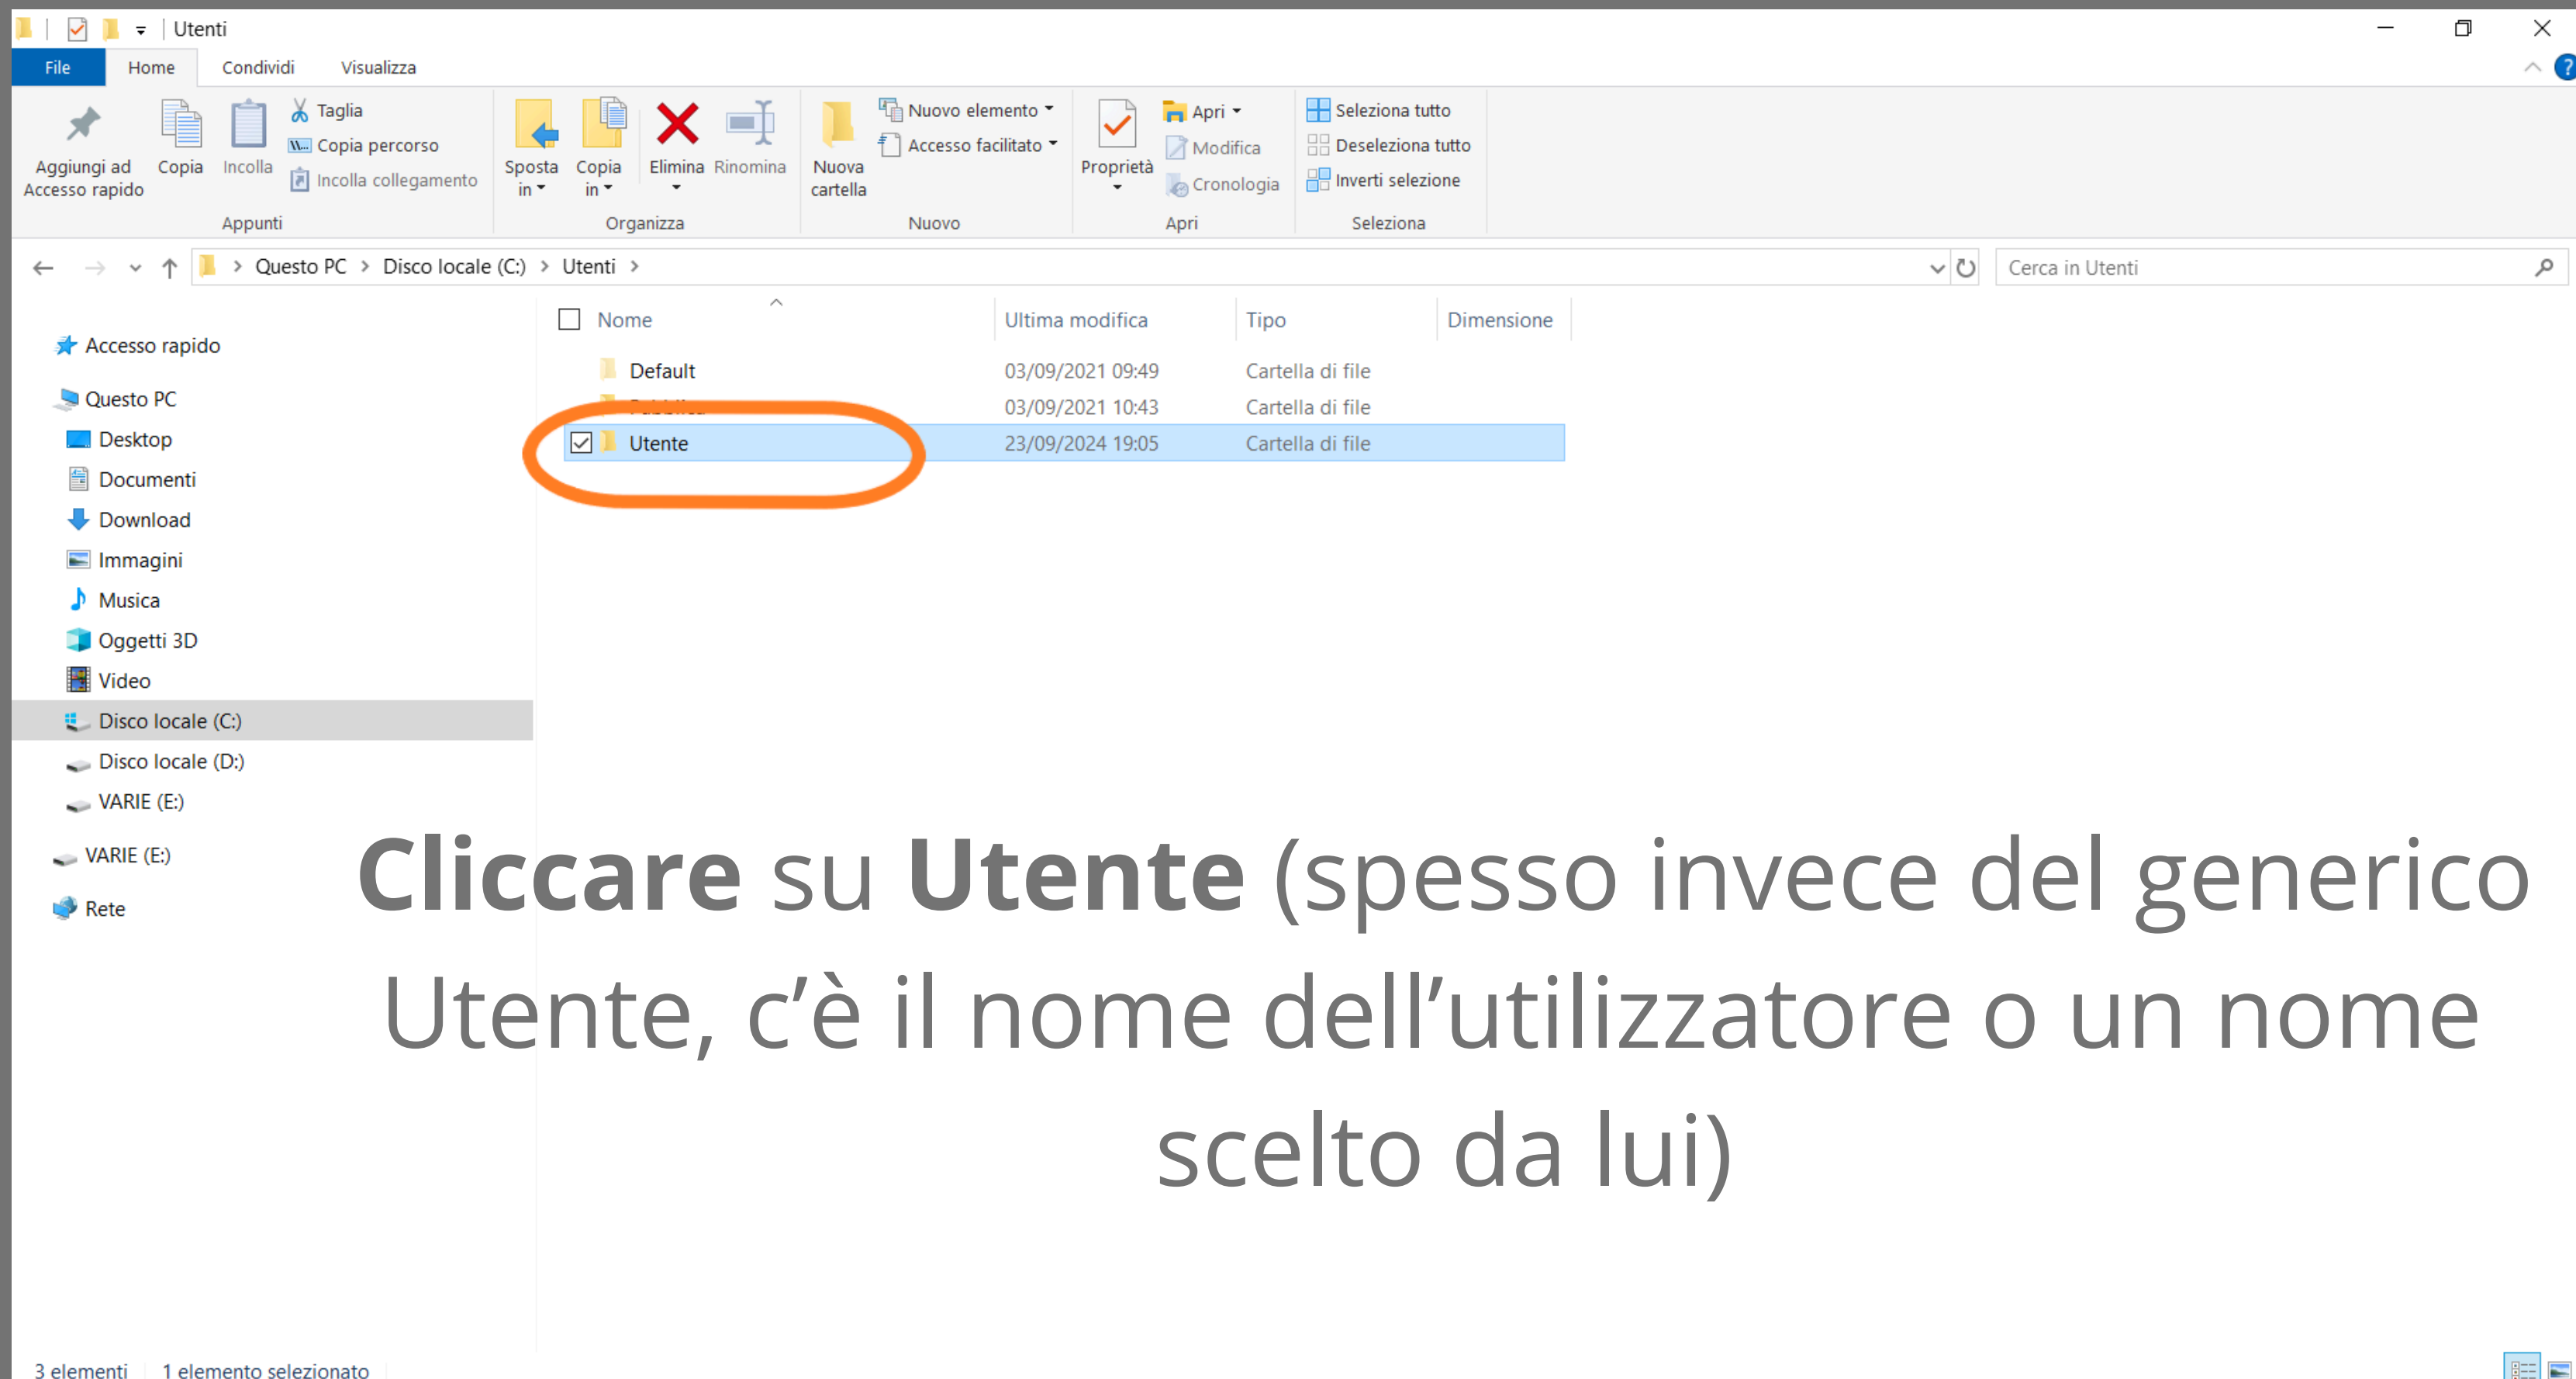 Utenti
File Home Condividi Visualizza
Aggiungi ad Accesso rapido
Copia
Incolla
Taglia
Copia percorso
Incolla collegamento
Appunti
Sposta in
Copia in
Elimina
Rinomina
Organizza
Nuova cartella
Nuovo elemento
Accesso facilitato
Nuovo
Proprietà
Apri
Modifica
Cronologia
Apri
Seleziona tutto
Deseleziona tutto
Inverti selezione
Seleziona
Questo PC > Disco locale (C:) > Utenti >
Cerca in Utenti
Accesso rapido
Questo PC
Desktop
Documenti
Download
Immagini
Musica
Oggetti 3D
Video
Disco locale (C:)
Disco locale (D:)
VARIE (E:)
VARIE (E:)
Rete
Nome Ultima modifica Tipo Dimensione
Default 03/09/2021 09:49 Cartella di file
03/09/2021 10:43 Cartella di file
Utente 23/09/2024 19:05 Cartella di file
Cliccare su Utente (spesso invece del generico
Utente, c’è il nome dell’utilizzatore o un nome
scelto da lui)
3 elementi 1 elemento selezionato